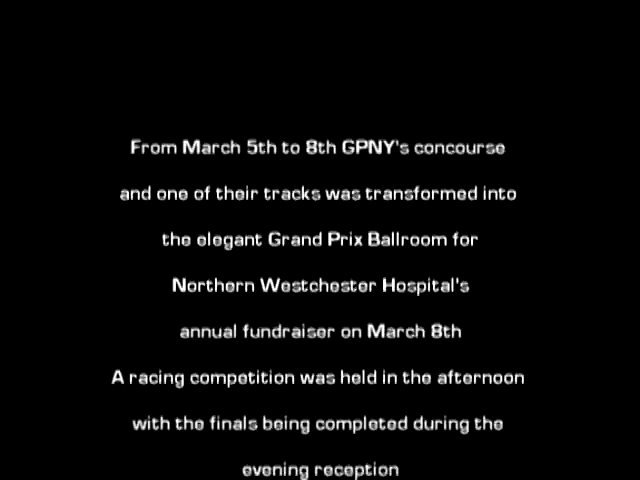 From March 5th to 8th GPNY's concourse
and one of their tracks was transformed into
the elegant Grand Prix Ballroom for
Northern Westchester Hospital's
annual fundraiser on March 8th
A racing competition was held in the afternoon
with the finals being completed during the
evening reception